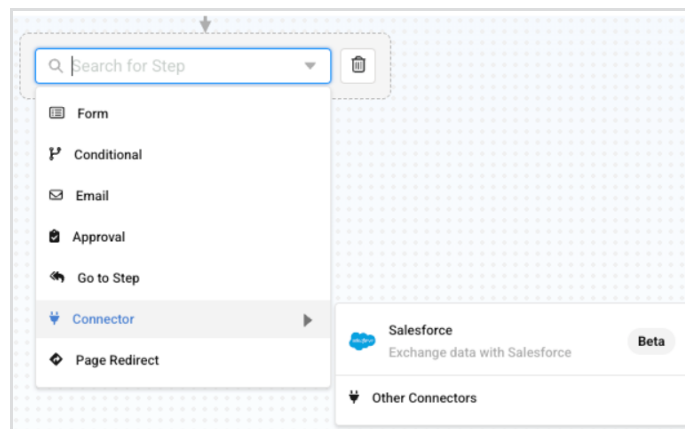 Search for Step
Form
Conditional
Email
Approval
Go to Step
Connector
Page Redirect
Salesforce
Exchange data with Salesforce
Beta
Other Connectors